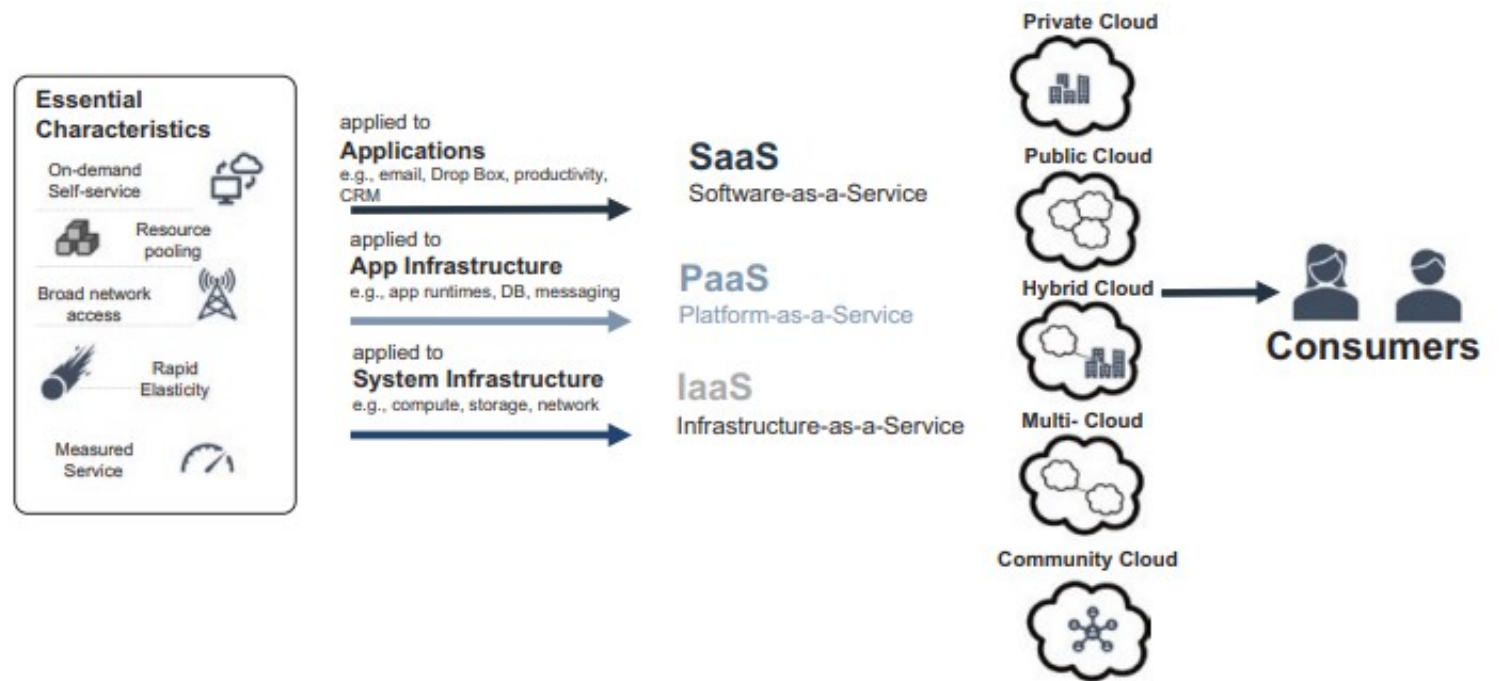 Essential
Characteristics
On-demand
Self-service
Resource
pooling
Broad network
access
Rapid
Elasticity
Measured
Service
applied to
Applications
e.g., email, Drop Box, productivity,
CRM
applied to
App Infrastructure
e.g., app runtimes, DB, messaging
applied to
System Infrastructure
e.g., compute, storage, network
SaaS
Software-as-a-Service
PaaS
Platform-as-a-Service
IaaS
Infrastructure-as-a-Service
Private Cloud
Public Cloud
Hybrid Cloud
Multi- Cloud
Community Cloud
Consumers